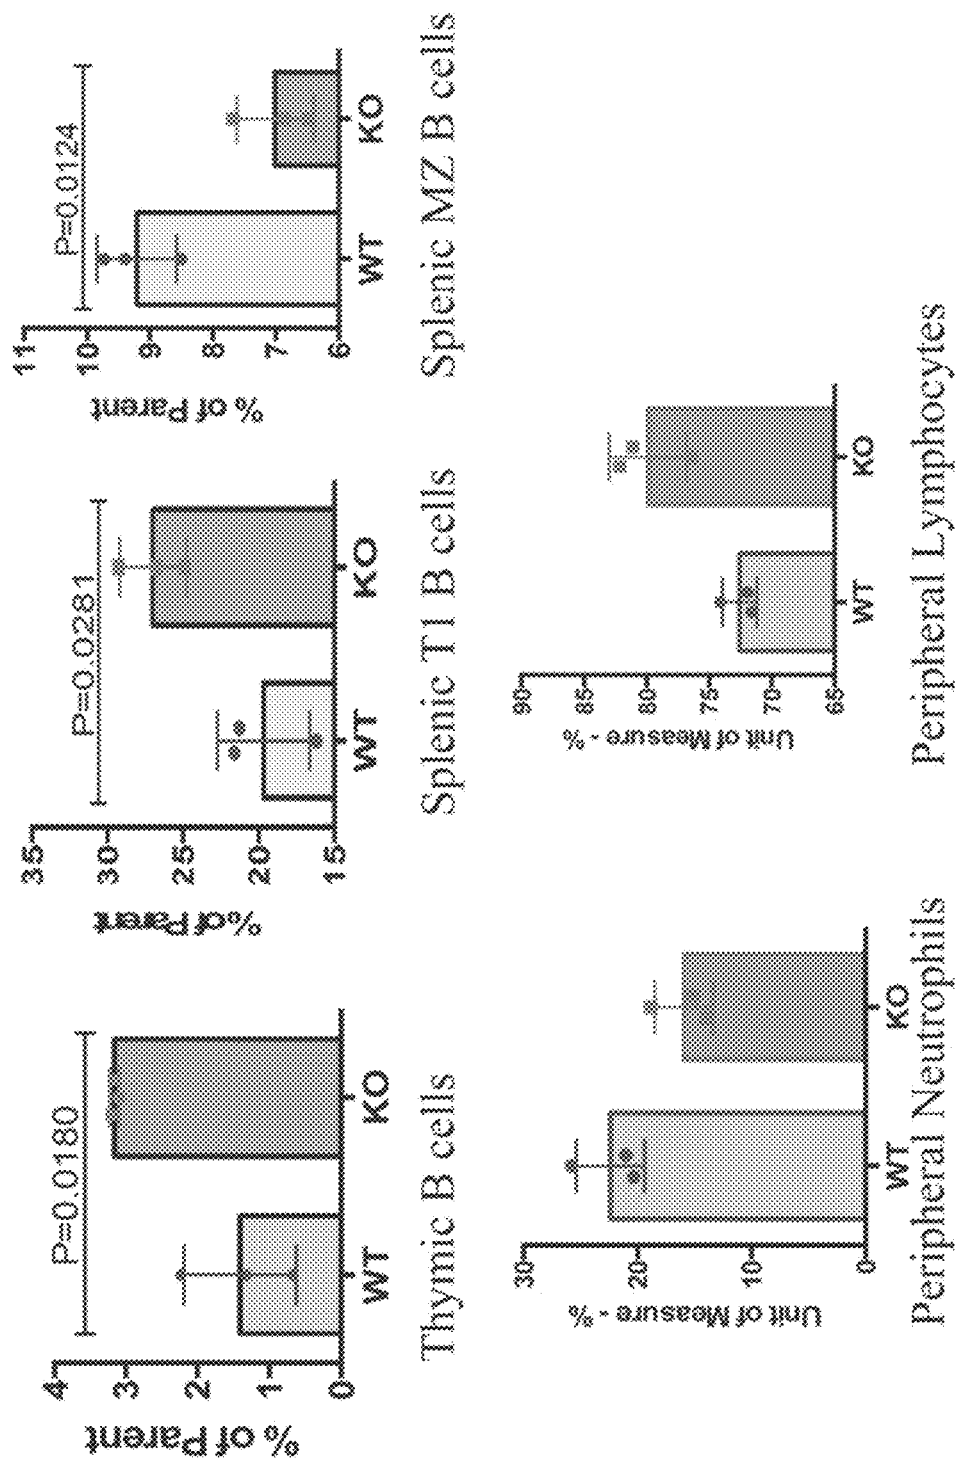 P=0.0180
% of Parent
4
3
2
1
0
WT
KO
Thymic B cells
P=0.0281
% of Parent
35
30
25
20
15
WT
KO
Splenic T1 B cells
P=0.0124
% of Parent
11
10
9
8
7
6
WT
KO
Splenic MZ B cells
Unit of Measure - %
30
20
10
0
WT
KO
Peripheral Neutrophils
Unit of Measure - %
90
85
80
75
70
65
WT
KO
Peripheral Lymphocytes